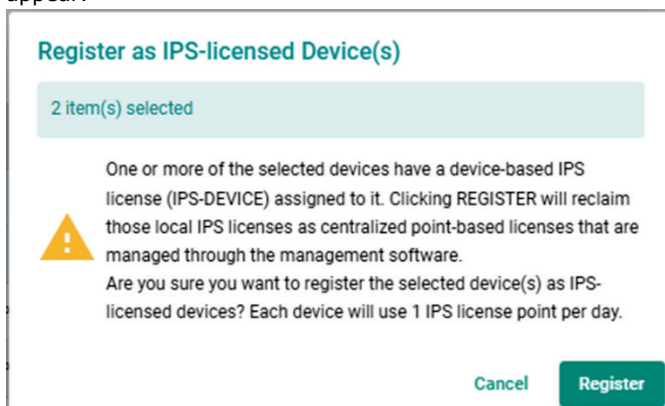 appear.
Register as IPS-licensed Device(s)
2 item(s) selected
One or more of the selected devices have a device-based IPS
license (IPS-DEVICE) assigned to it. Clicking REGISTER will reclaim
those local IPS licenses as centralized point-based licenses that are
managed through the management software.
Are you sure you want to register the selected device(s) as IPS-
licensed devices? Each device will use 1 IPS license point per day.
Cancel
Register